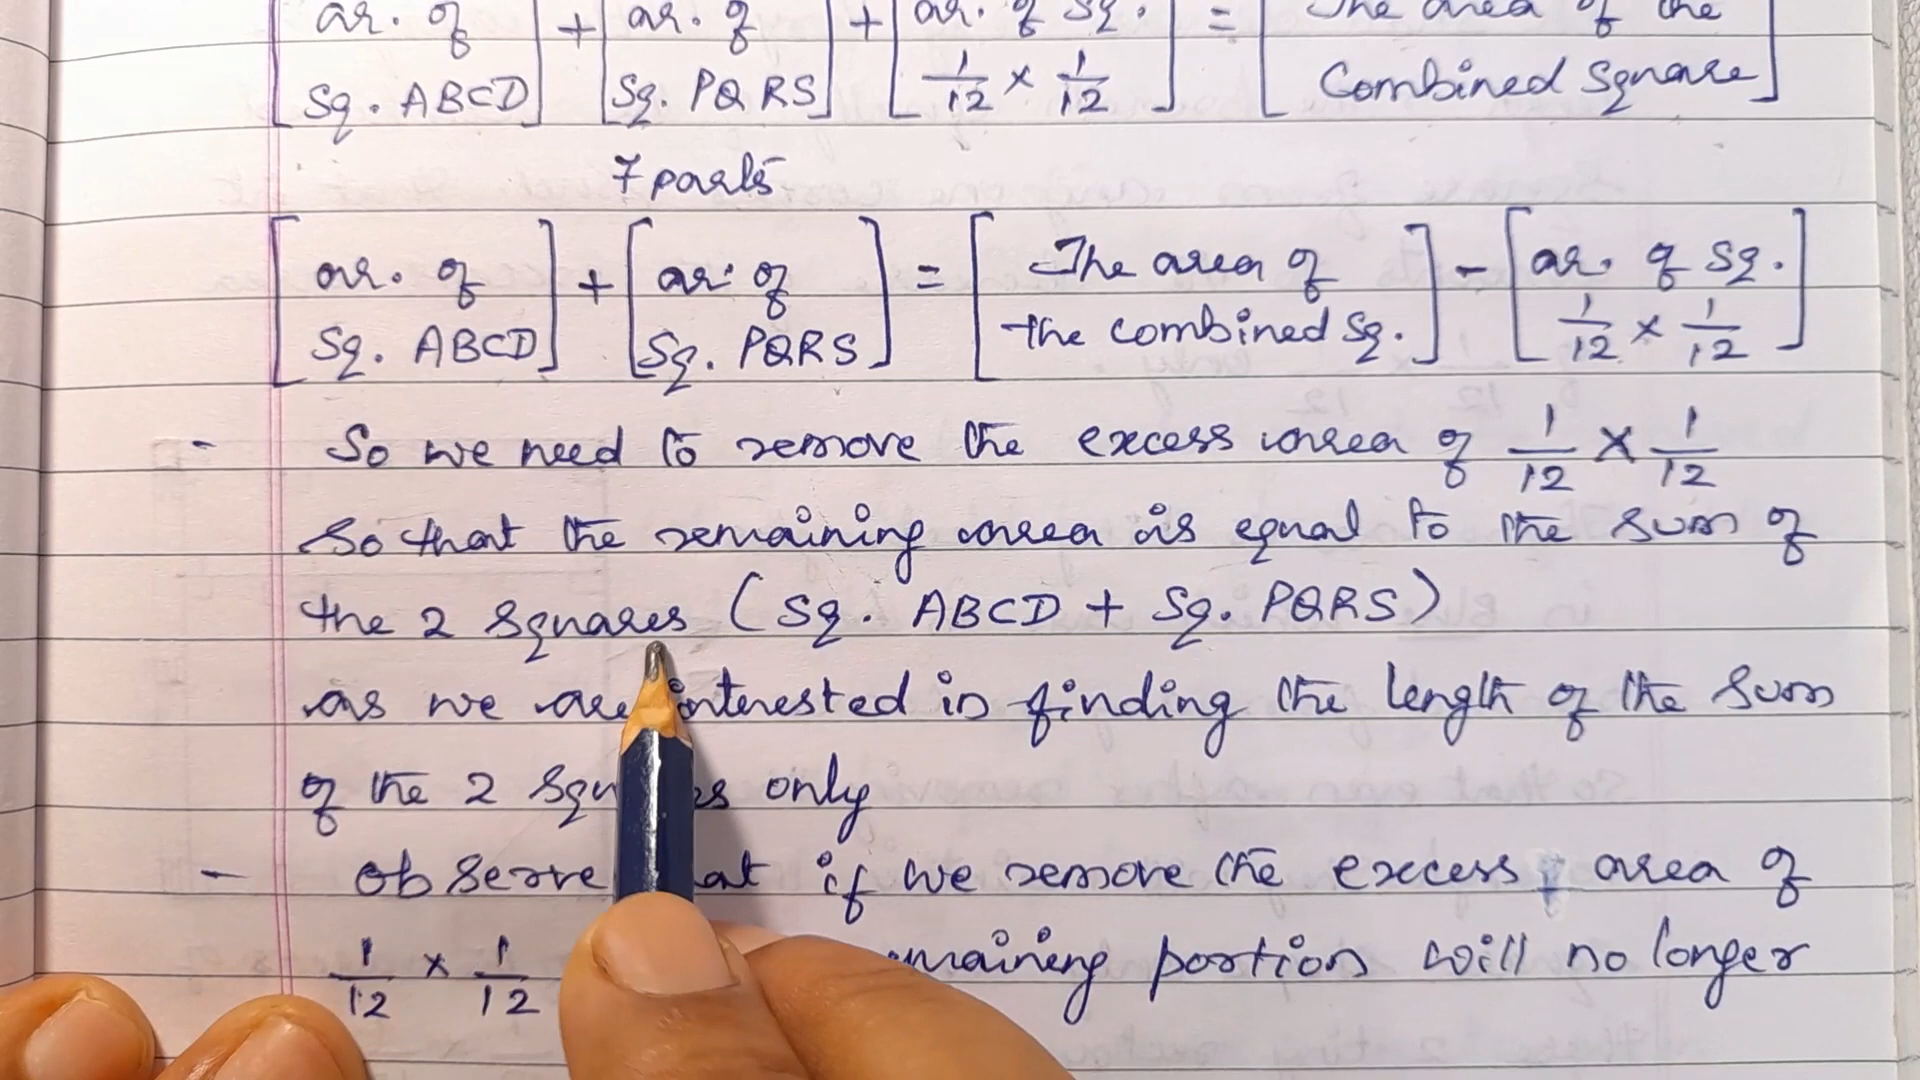 [ar. of + [ar. of + [ar. of sq. = [The area of the
Sq. ABCD] Sq. PQRS] 1/12 × 1/12] Combined Square]
7 parts
[ar. of Sq. ABCD] + [ar. of Sq. PQRS] = [The area of the combined Sq.] - [ar. of Sq. 1/12 × 1/12]
- So we need to remove the excess area of 1/12 × 1/12
So that the remaining area is equal to the sum of
the 2 squares (Sq. ABCD + Sq. PQRS)
as we are interested in finding the length of the sum
of the 2 only
- observe if we remove the excess area of
1/12 × 1/12 portion will no longer